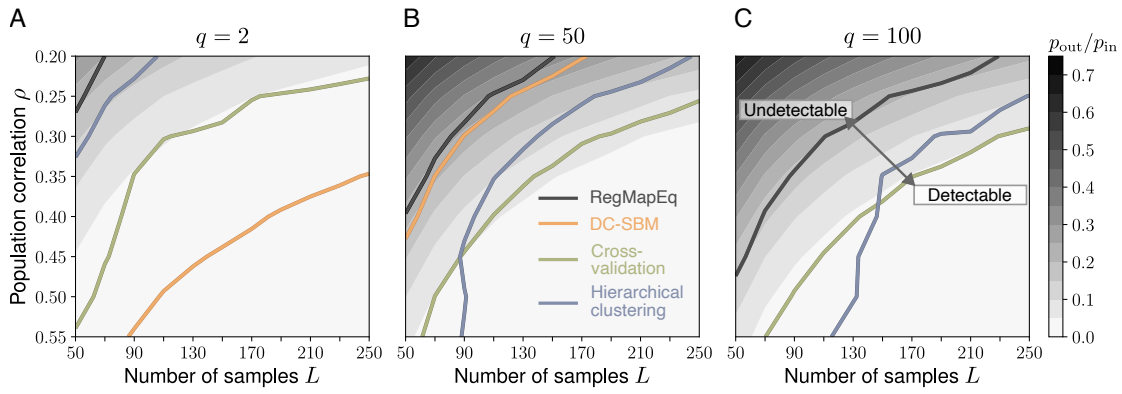 A
B
C
q = 2
q = 50
q = 100
p_out/p_in
Population correlation ρ
0.20
0.25
0.30
0.35
0.40
0.45
0.50
0.55
50
90
130
170
210
250
Number of samples L
RegMapEq
DC-SBM
Cross-
validation
Hierarchical
clustering
50
90
130
170
210
250
Number of samples L
Undetectable
Detectable
50
90
130
170
210
250
Number of samples L
0.7
0.6
0.5
0.4
0.3
0.2
0.1
0.0